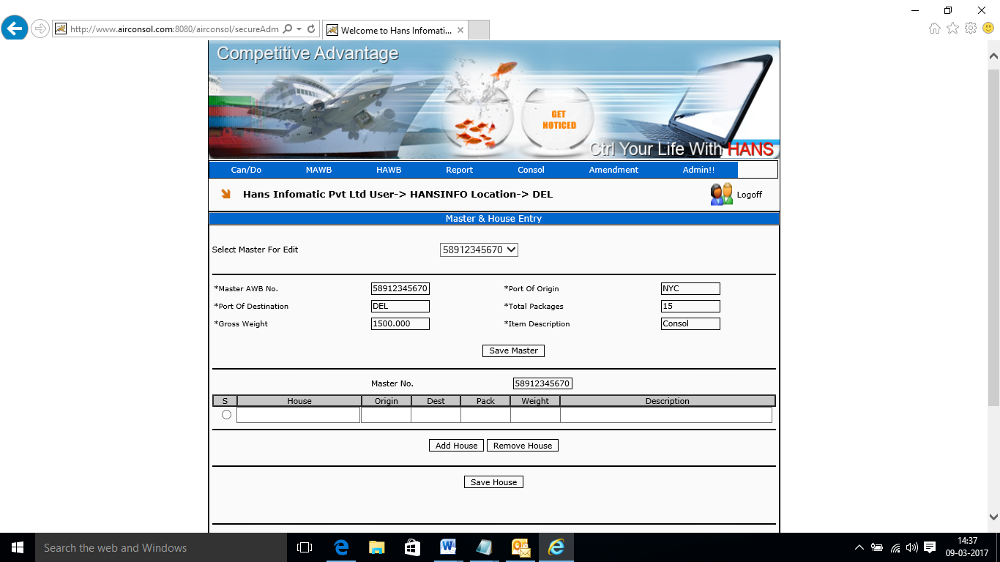 http://www.airconsol.com:8080/airconsol/secureAdm
Welcome to Hans Infomati...
Competitive Advantage
GET
NOTICED
Ctrl Your Life With HANS
Can/Do MAWB HAWB Report Consol Amendment Admin!!
Hans Infomatic Pvt Ltd User-> HANSINFO Location-> DEL Logoff
Master & House Entry
Select Master For Edit 58912345670
*Master AWB No. 58912345670 *Port Of Origin NYC
*Port Of Destination DEL *Total Packages 15
*Gross Weight 1500.000 *Item Description Consol
Save Master
Master No. 58912345670
S House Origin Dest Pack Weight Description
Add House Remove House
Save House
Search the web and Windows
14:37
09-03-2017